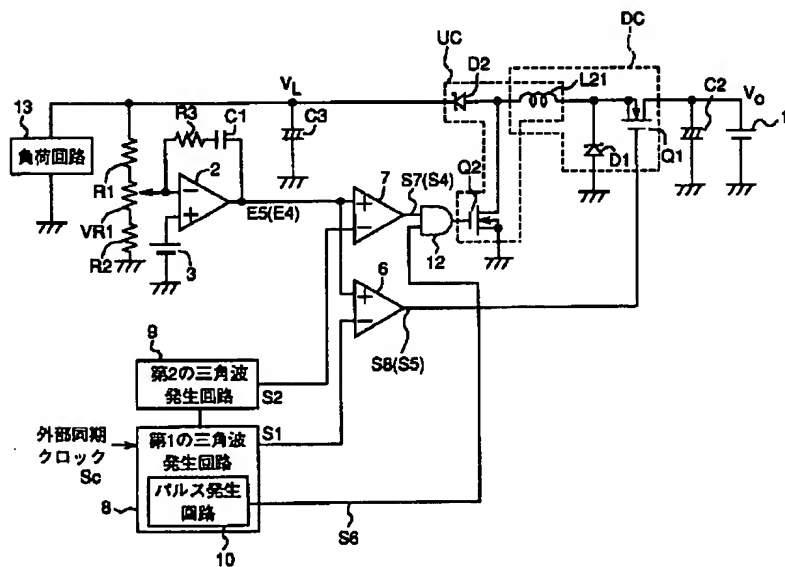 UC
DC
D2
L21
VL
C2
Vo
13
R3
C1
C3
1
負荷回路
2
D1
Q1
R1
7
S7(S4)
Q2
VR1
E5(E4)
R2
3
12
6
S8(S5)
9
第2の三角波
発生回路
S2
外部同期
クロック
Sc
第1の三角波
発生回路
S1
パルス発生
回路
8
10
S6